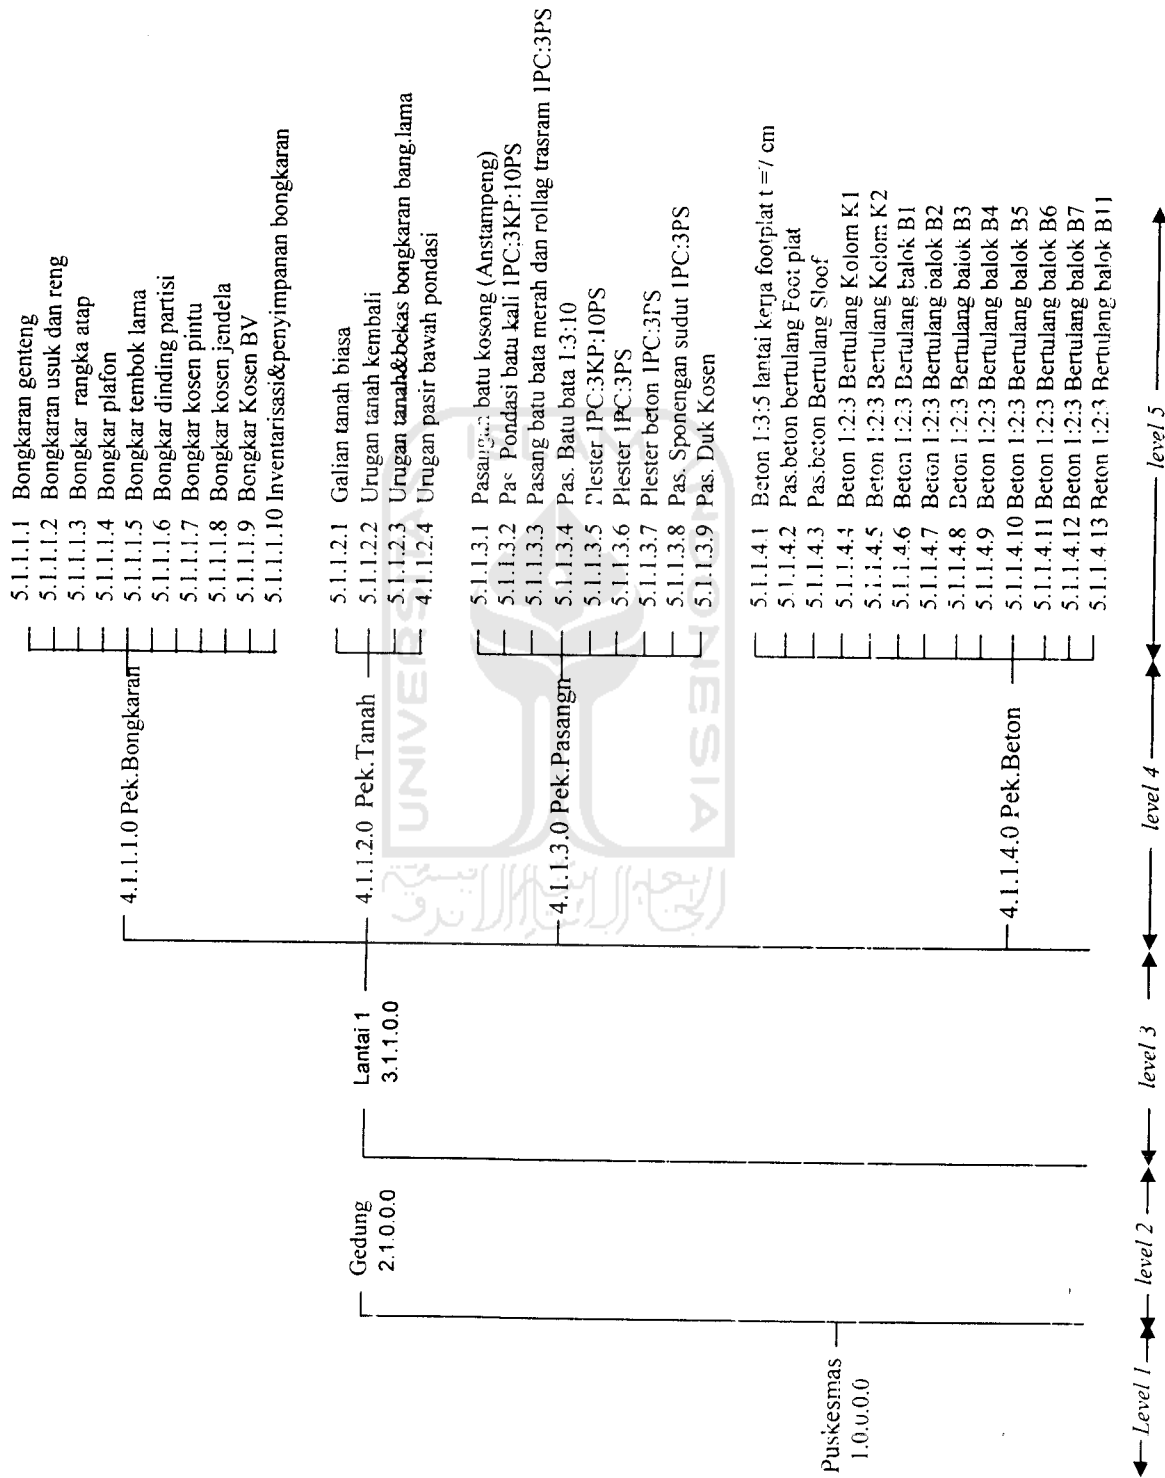 5.1.1.1.1 Bongkaran genteng
5.1.1.1.2 Bongkaran usuk dan reng
5.1.1.1.3 Bongkar rangka atap
5.1.1.1.4 Bongkar plafon
5.1.1.1.5 Bongkar tembok lama
5.1.1.1.6 Bongkar dinding partisi
5.1.1.1.7 Bongkar kosen pintu
5.1.1.1.8 Bongkar kosen jendela
5.1.1.1.9 Bongkar Kosen BV
5.1.1.1.10 Inventarisasi&penyimpanan bongkaran
4.1.1.1.0 Pek.Bongkaran
5.1.1.2.1 Galian tanah biasa
5.1.1.2.2 Urugan tanah kembali
5.1.1.2.3 Urugan tanah&bekas bongkaran bang.lama
4.1.1.2.4 Urugan pasir bawah pondasi
4.1.1.2.0 Pek.Tanah
5.1.1.3.1 Pasangan batu kosong (Anstampeng)
5.1.1.3.2 Pas Pondasi batu kali 1PC:3KP:10PS
5.1.1.3.3 Pasang batu bata merah dan rollag trasram 1PC:3PS
5.1.1.3.4 Pas. Batu bata 1:3:10
5.1.1.3.5 Plester 1PC:3KP:10PS
5.1.1.3.6 Plester 1PC:3PS
5.1.1.3.7 Plester beton 1PC:3PS
5.1.1.3.8 Pas. Sponengan sudut 1PC:3PS
5.1.1.3.9 Pas. Duk Kosen
4.1.1.3.0 Pek.Pasangn
5.1.1.4.1 Beton 1:3:5 lantai kerja footplat t =7 cm
5.1.1.4.2 Pas.beton bertulang Foot plat
5.1.1.4.3 Pas.beton Bertulang Sloof
5.1.1.4.4 Beton 1:2:3 Bertulang Kolom K1
5.1.1.4.5 Beton 1:2:3 Bertulang Kolom K2
5.1.1.4.6 Beton 1:2:3 Bertulang balok B1
5.1.1.4.7 Beton 1:2:3 Bertulang balok B2
5.1.1.4.8 Beton 1:2:3 Bertulang balok B3
5.1.1.4.9 Beton 1:2:3 Bertulang balok B4
5.1.1.4.10 Beton 1:2:3 Bertulang balok B5
5.1.1.4.11 Beton 1:2:3 Bertulang balok B6
5.1.1.4.12 Beton 1:2:3 Bertulang balok B7
5.1.1.4.13 Beton 1:2:3 Bertulang balok B11
4.1.1.4.0 Pek.Beton
Lantai 1
3.1.1.0.0
Gedung
2.1.0.0.0
Puskesmas
1.0.0.0.0
Level 1
level 2
level 3
level 4
level 5
UNIVERSITAS
ISLAM
INDONESIA